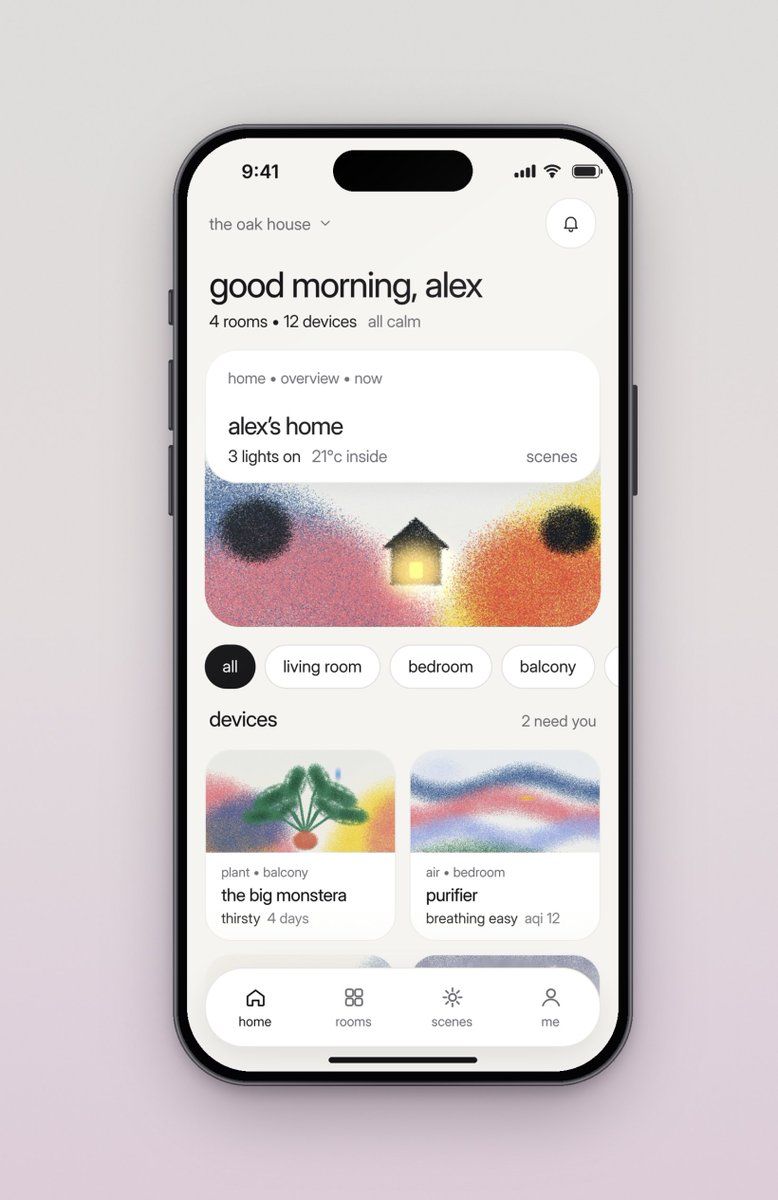 9:41
the oak house
good morning, alex
4 rooms • 12 devices all calm
home • overview • now
alex’s home
3 lights on 21°c inside scenes
all living room bedroom balcony
devices 2 need you
plant • balcony
the big monstera
thirsty 4 days
air • bedroom
purifier
breathing easy aqi 12
home rooms scenes me